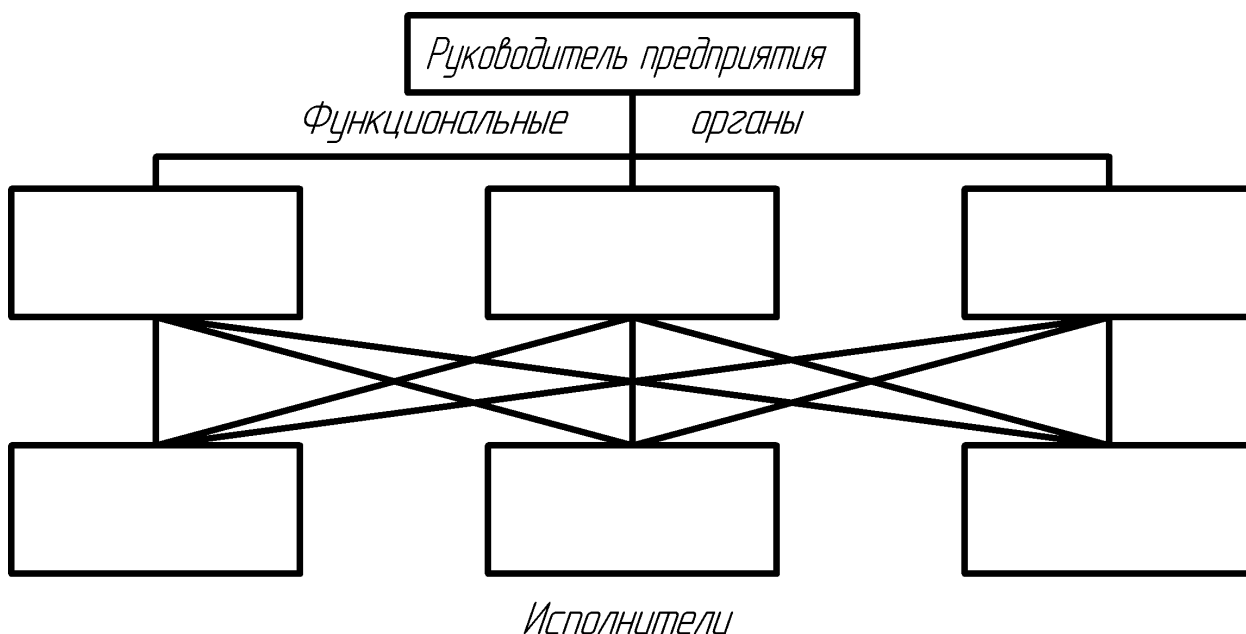 Руководитель предприятия
Функциональные органы
Исполнители